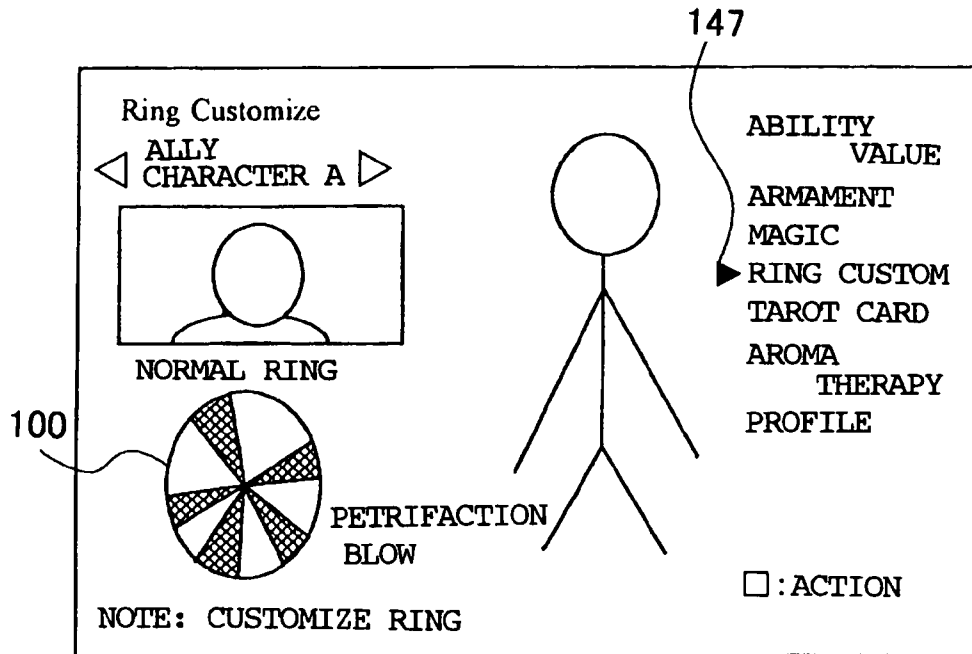 147
Ring Customize
ALLY
CHARACTER A
NORMAL RING
100
PETRIFACTION
BLOW
NOTE: CUSTOMIZE RING
ABILITY
VALUE
ARMAMENT
MAGIC
RING CUSTOM
TAROT CARD
AROMA
THERAPY
PROFILE
□:ACTION